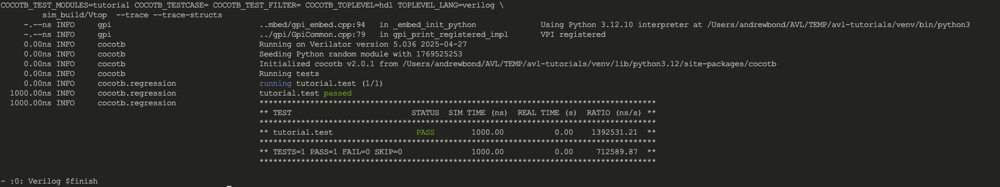 COCOTB_TEST_MODULES=tutorial COCOTB_TESTCASE= COCOTB_TEST_FILTER= COCOTB_TOPLEVEL=hdl TOPLEVEL_LANG=verilog \
sim_build/Vtop --trace --trace-structs
-.--ns INFO gpi ..mbed/gpi_embed.cpp:94 in _embed_init_python Using Python 3.12.10 interpreter at /Users/andrewbond/AVL/TEMP/avl-tutorials/venv/bin/python3
-.--ns INFO gpi ../gpi/GpiCommon.cpp:79 in gpi_print_registered_impl VPI registered
0.00ns INFO cocotb Running on Verilator version 5.036 2025-04-27
0.00ns INFO cocotb Seeding Python random module with 1769525253
0.00ns INFO cocotb Initialized cocotb v2.0.1 from /Users/andrewbond/AVL/TEMP/avl-tutorials/venv/lib/python3.12/site-packages/cocotb
0.00ns INFO cocotb Running tests
0.00ns INFO cocotb.regression running tutorial.test (1/1)
1000.00ns INFO cocotb.regression tutorial.test passed
1000.00ns INFO cocotb.regression **************************************************************************************
** TEST STATUS SIM TIME (ns) REAL TIME (s) RATIO (ns/s) **
**************************************************************************************
** tutorial.test PASS 1000.00 0.00 1392531.21 **
**************************************************************************************
** TESTS=1 PASS=1 FAIL=0 SKIP=0 1000.00 0.00 712589.87 **
**************************************************************************************
- :0: Verilog $finish